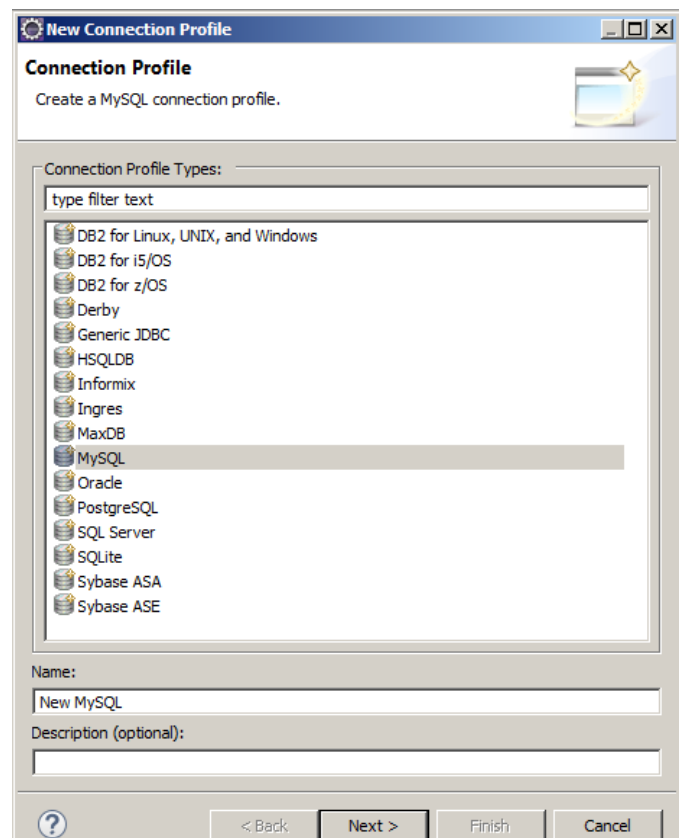 New Connection Profile
Connection Profile
Create a MySQL connection profile.
Connection Profile Types:
type filter text
DB2 for Linux, UNIX, and Windows
DB2 for i5/OS
DB2 for z/OS
Derby
Generic JDBC
HSQLDB
Informix
Ingres
MaxDB
MySQL
Oracle
PostgreSQL
SQL Server
SQLite
Sybase ASA
Sybase ASE
Name:
New MySQL
Description (optional):
? < Back Next > Finish Cancel